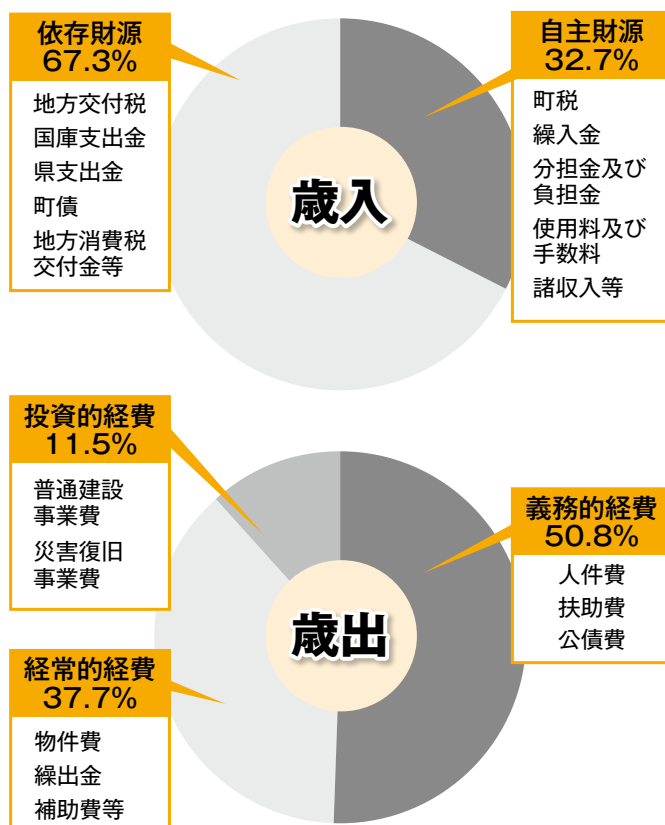 依存財源
67.3%
地方交付税
国庫支出金
県支出金
町債
地方消費税
交付金等
自主財源
32.7%
町税
繰入金
分担金及び
負担金
使用料及び
手数料
諸収入等
歳入
投資的経費
11.5%
普通建設
事業費
災害復旧
事業費
義務的経費
50.8%
人件費
扶助費
公債費
歳出
経常的経費
37.7%
物件費
繰出金
補助費等